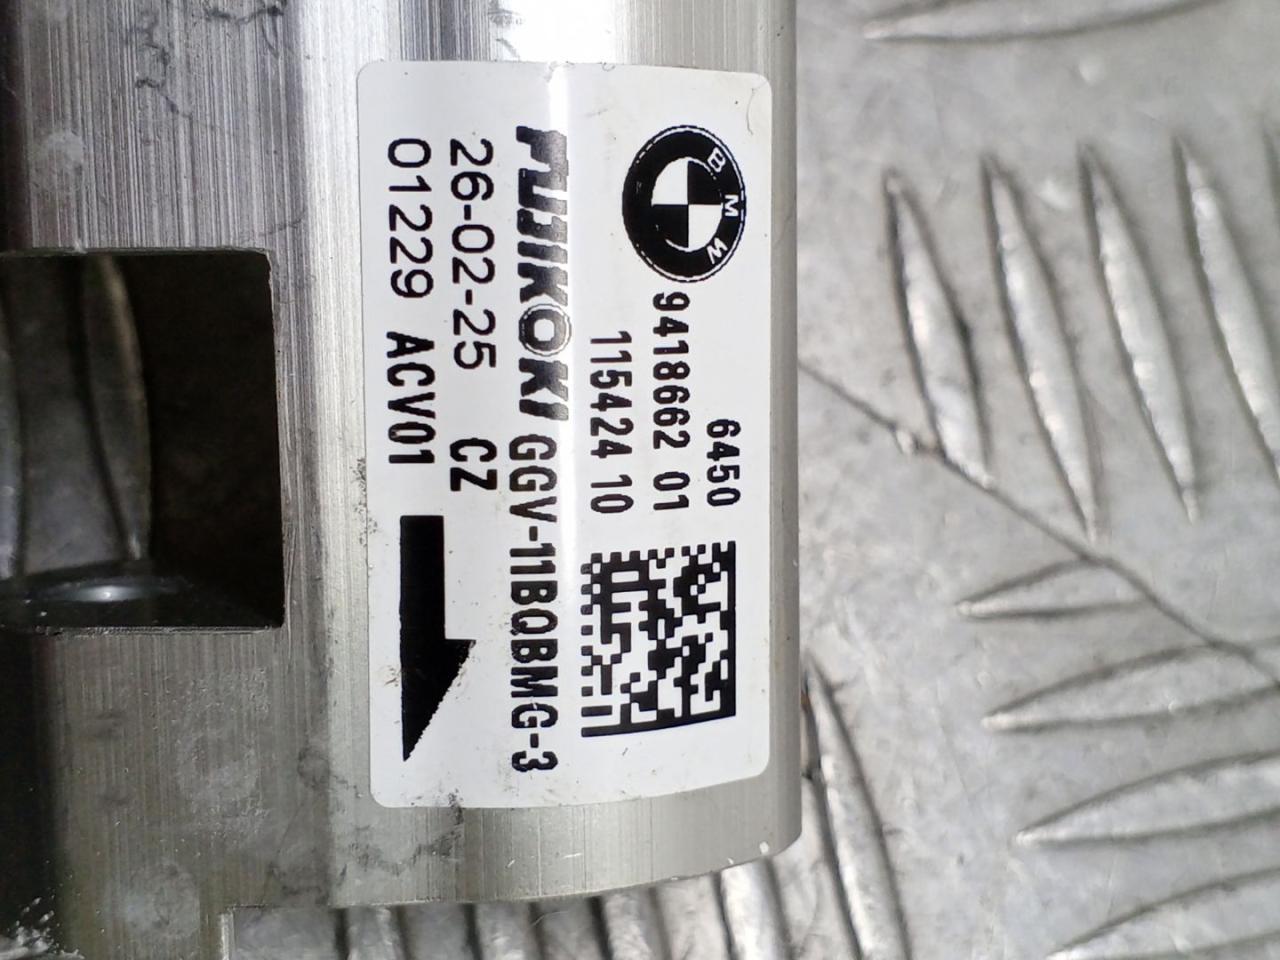 BMW
6450
9418662 01
115424 10
FUJIKOKI GGV-11BQBMG-3
26-02-25 CZ
01229 ACV01